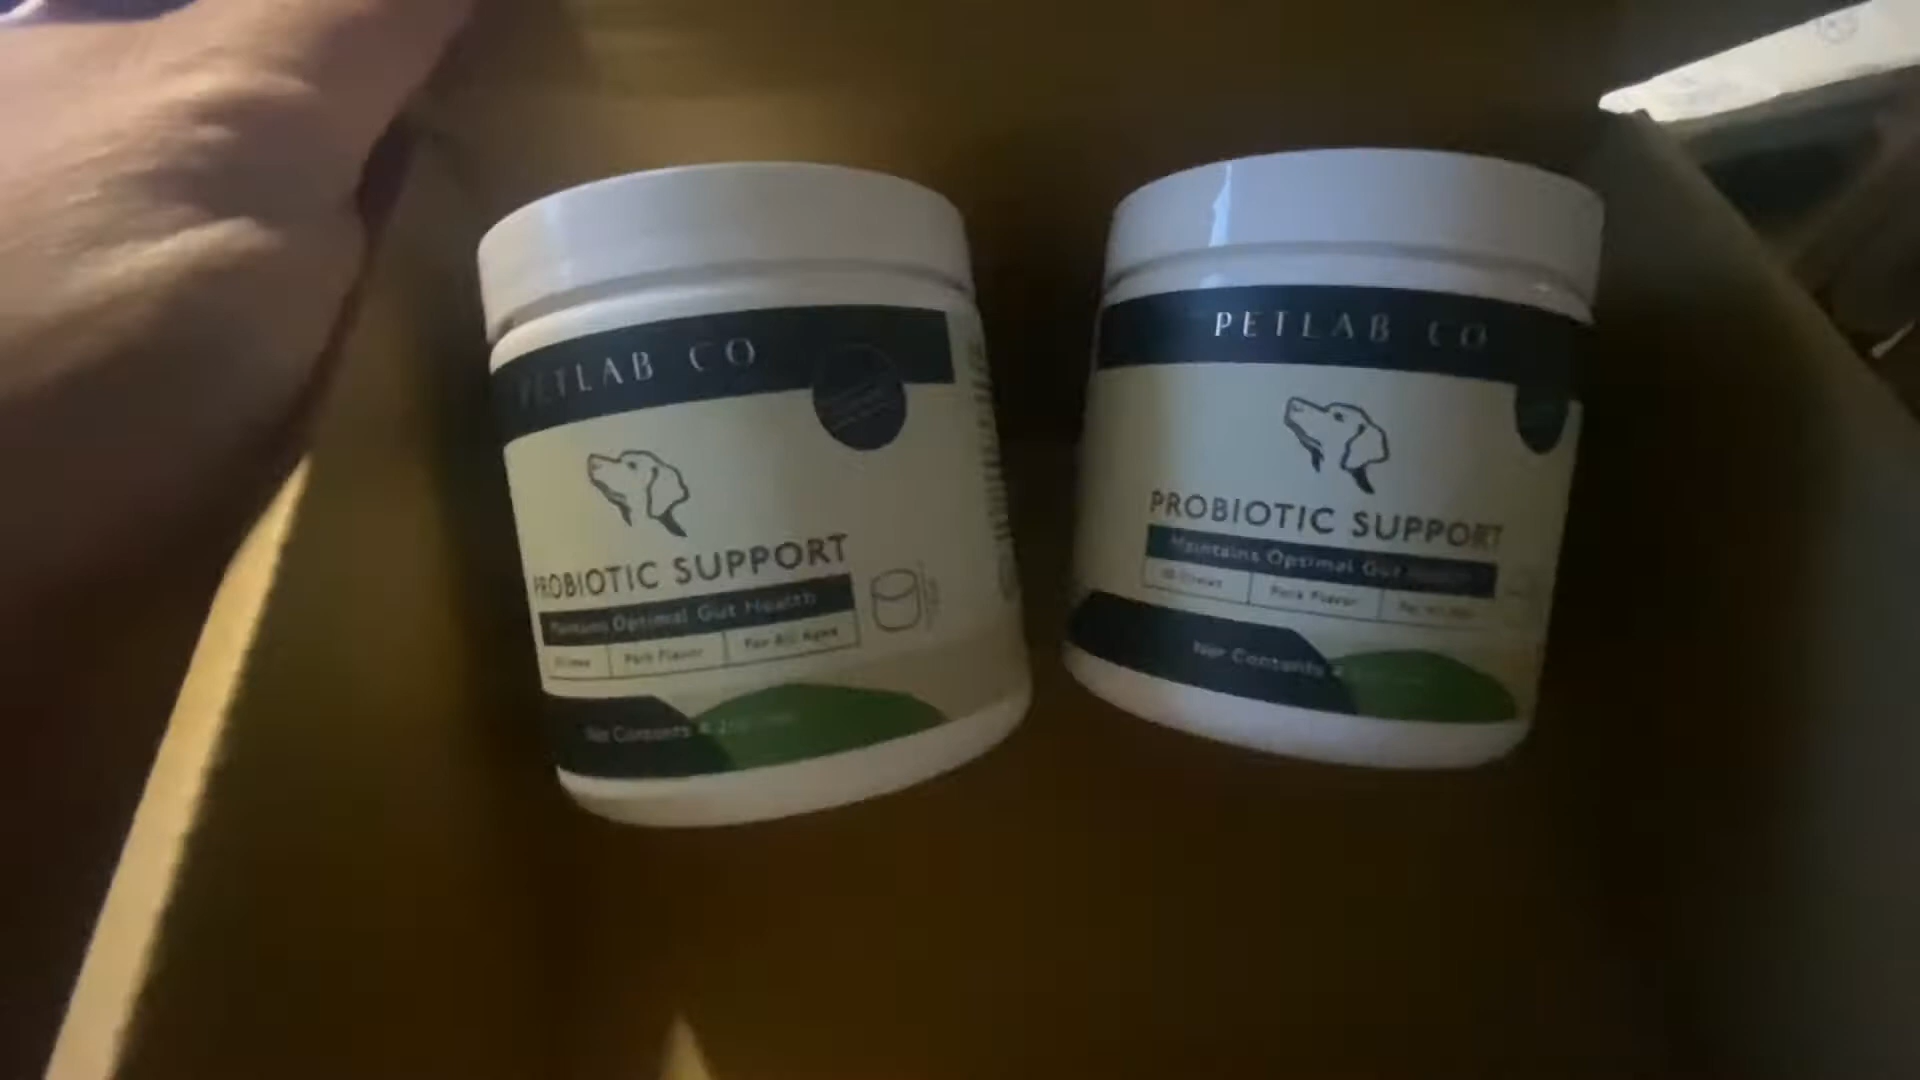 PETLAB CO
PROBIOTIC SUPPORT
Maintains Optimal Gut Health
Pork Flavor
For All Ages
Net Contents
PETLAB CO
PROBIOTIC SUPPORT
Maintains Optimal Gut Health
Pork Flavor
Net Contents